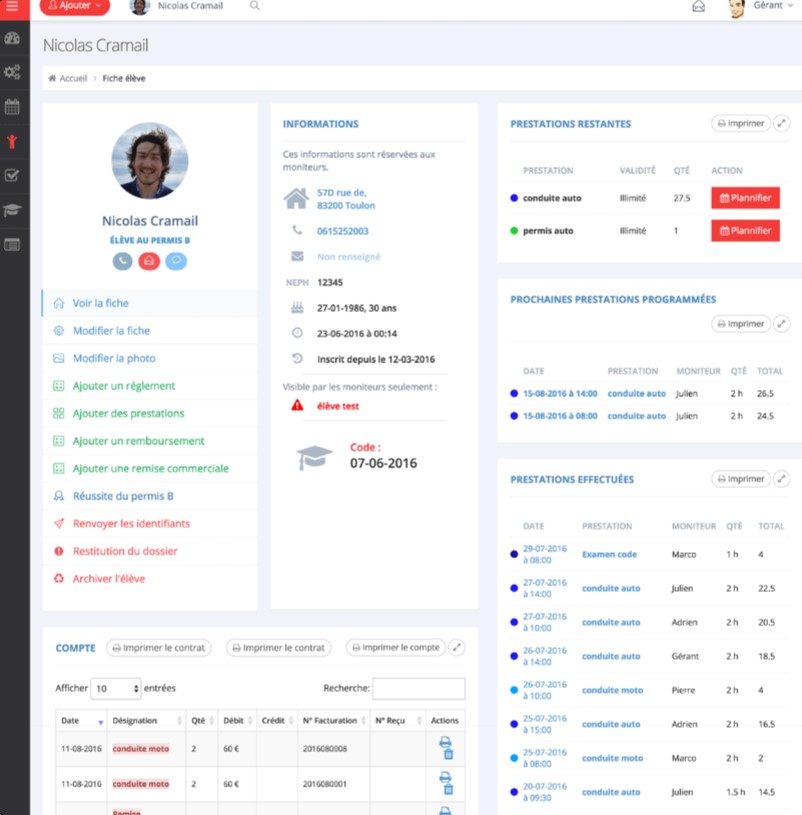 Ajouter
Nicolas Cramail
Gérant
Nicolas Cramail
Accueil > Fiche élève
Nicolas Cramail
ÉLÈVE AU PERMIS B
Voir la fiche
Modifier la fiche
Modifier la photo
Ajouter un réglement
Ajouter des prestations
Ajouter un remboursement
Ajouter une remise commerciale
Réussite du permis B
Renvoyer les identifiants
Restitution du dossier
Archiver l'élève
INFORMATIONS
Ces informations sont réservées aux
moniteurs.
57D rue de,
83200 Toulon
0615252003
Non renseigné
NEPH 12345
27-01-1986, 30 ans
23-06-2016 à 00:14
Inscrit depuis le 12-03-2016
Visible par les moniteurs seulement :
élève test
Code :
07-06-2016
PRESTATIONS RESTANTES Imprimer
PRESTATION VALIDITÉ QTÉ ACTION
conduite auto Illimité 27.5 Plannifier
permis auto Illimité 1 Plannifier
PROCHAINES PRESTATIONS PROGRAMMÉES
Imprimer
DATE PRESTATION MONITEUR QTÉ TOTAL
15-08-2016 à 14:00 conduite auto Julien 2 h 26.5
15-08-2016 à 08:00 conduite auto Julien 2 h 24.5
PRESTATIONS EFFECTUÉES Imprimer
DATE PRESTATION MONITEUR QTÉ TOTAL
29-07-2016 à 08:00 Examen code Marco 1 h 4
27-07-2016 à 14:00 conduite auto Julien 2 h 22.5
27-07-2016 à 10:00 conduite auto Adrien 2 h 20.5
26-07-2016 à 14:00 conduite auto Gérant 2 h 18.5
26-07-2016 à 10:00 conduite moto Pierre 2 h 4
25-07-2016 à 15:00 conduite auto Adrien 2 h 16.5
25-07-2016 à 08:00 conduite moto Marco 2 h 2
20-07-2016 à 09:30 conduite auto Julien 1.5 h 14.5
COMPTE Imprimer le contrat Imprimer le contrat Imprimer le compte
Afficher 10 entrées Recherche:
Date Désignation Qté Débit Crédit N° Facturation N° Reçu Actions
11-08-2016 conduite moto 2 60 € 2016080008
11-08-2016 conduite moto 2 60 € 2016080001
Remise